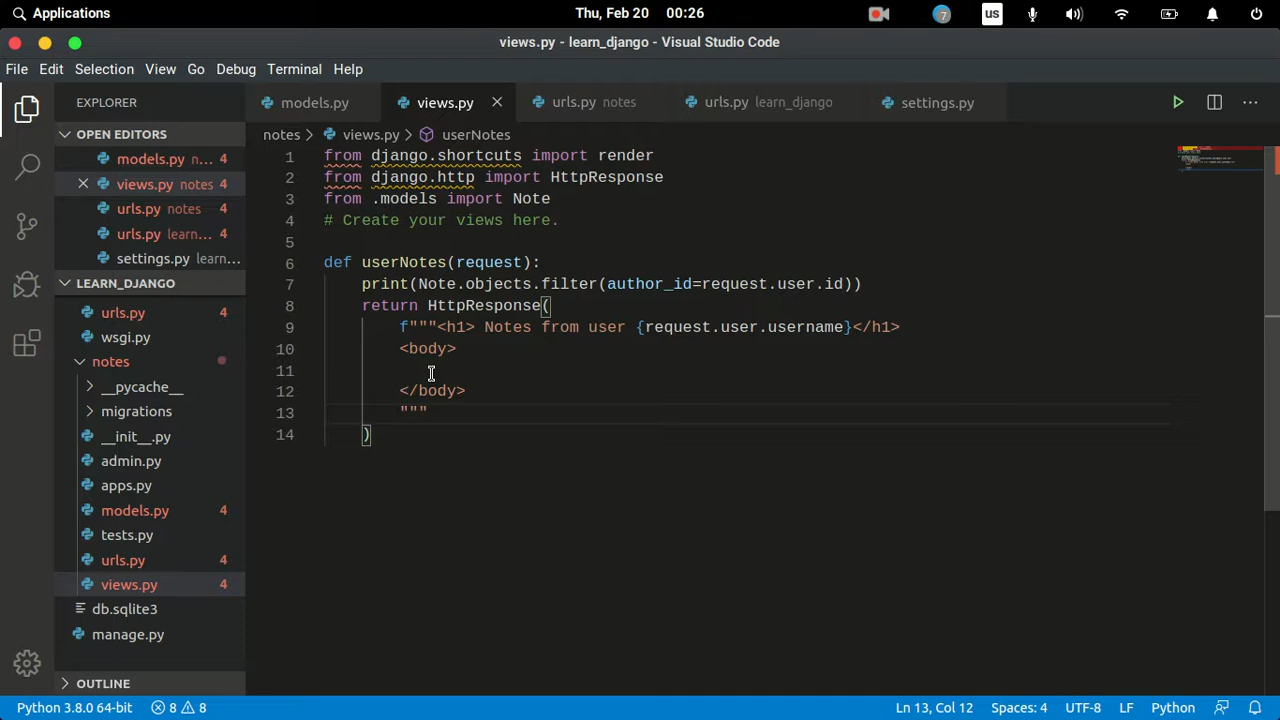 Applications
Thu, Feb 20 00:26
7
us
views.py - learn_django - Visual Studio Code
File Edit Selection View Go Debug Terminal Help
EXPLORER
models.py
views.py
urls.py notes
urls.py learn_django
settings.py
OPEN EDITORS
notes > views.py > userNotes
models.py n... 4
views.py notes 4
urls.py notes 4
urls.py learn... 4
settings.py learn...
LEARN_DJANGO
urls.py 4
wsgi.py
notes
__pycache__
migrations
__init__.py
admin.py
apps.py
models.py 4
tests.py
urls.py 4
views.py 4
db.sqlite3
manage.py
OUTLINE
1 from django.shortcuts import render
2 from django.http import HttpResponse
3 from .models import Note
4 # Create your views here.
5
6 def userNotes(request):
7 print(Note.objects.filter(author_id=request.user.id))
8 return HttpResponse(
9 f"""<h1> Notes from user {request.user.username}</h1>
10 <body>
11
12 </body>
13 """
14 )
Python 3.8.0 64-bit 8 8 Ln 13, Col 12 Spaces: 4 UTF-8 LF Python